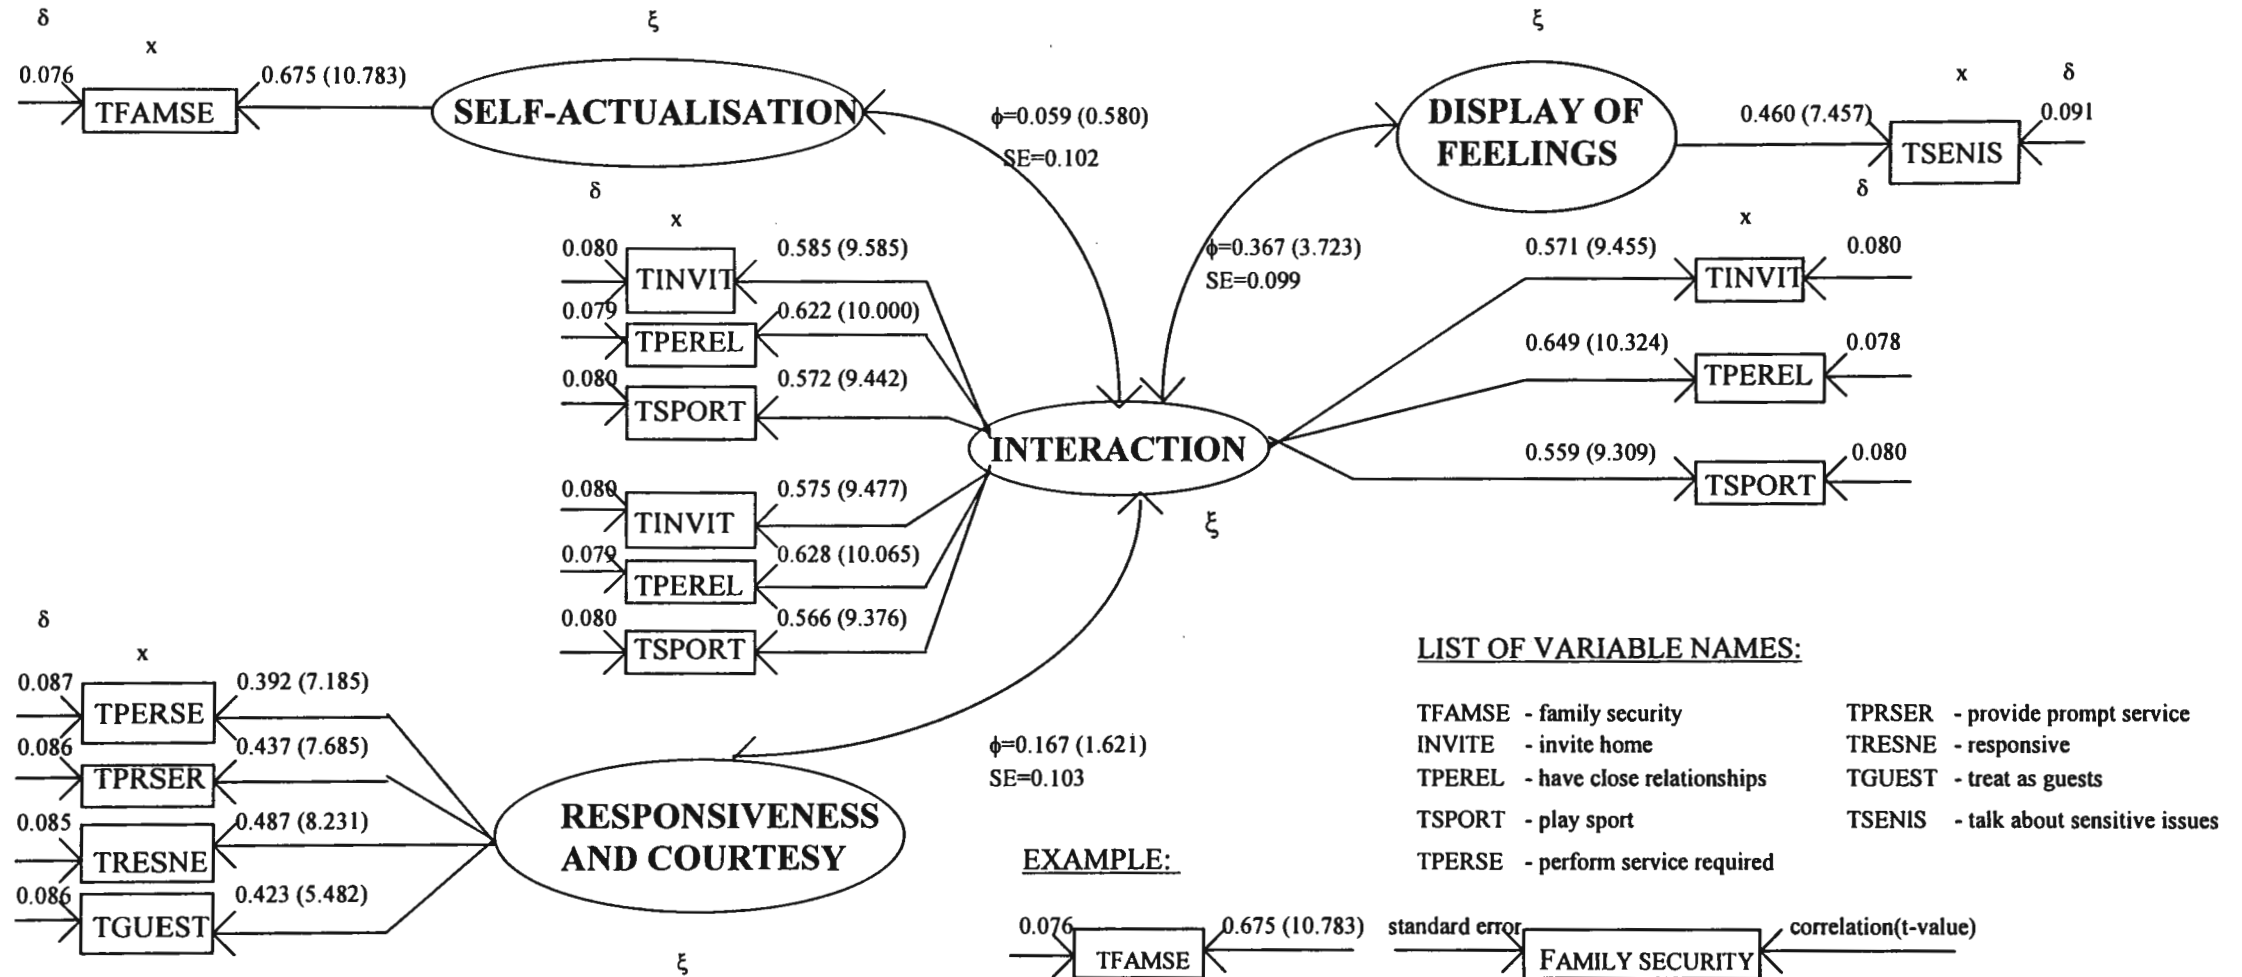 δ
ξ
ξ
x
0.076
0.675 (10.783)
TFAMSE
SELF-ACTUALISATION
ϕ=0.059 (0.580)
SE=0.102
DISPLAY OF
FEELINGS
x
δ
0.460 (7.457)
0.091
TSENIS
δ
x
0.080
0.585 (9.585)
TINVIT
0.079
0.622 (10.000)
TPEREL
0.080
0.572 (9.442)
TSPORT
ϕ=0.367 (3.723)
SE=0.099
δ
x
0.571 (9.455)
0.080
TINVIT
0.649 (10.324)
0.078
TPEREL
0.559 (9.309)
0.080
TSPORT
INTERACTION
ξ
0.080
0.575 (9.477)
TINVIT
0.079
0.628 (10.065)
TPEREL
0.080
0.566 (9.376)
TSPORT
δ
x
0.087
0.392 (7.185)
TPERSE
0.086
0.437 (7.685)
TPRSER
0.085
0.487 (8.231)
TRESNE
0.086
0.423 (5.482)
TGUEST
RESPONSIVENESS
AND COURTESY
ξ
ϕ=0.167 (1.621)
SE=0.103
LIST OF VARIABLE NAMES:
TFAMSE - family security
INVITE - invite home
TPEREL - have close relationships
TSPORT - play sport
TPERSE - perform service required
TPRSER - provide prompt service
TRESNE - responsive
TGUEST - treat as guests
TSENIS - talk about sensitive issues
EXAMPLE:
0.076
0.675 (10.783)
TFAMSE
standard error
correlation(t-value)
FAMILY SECURITY